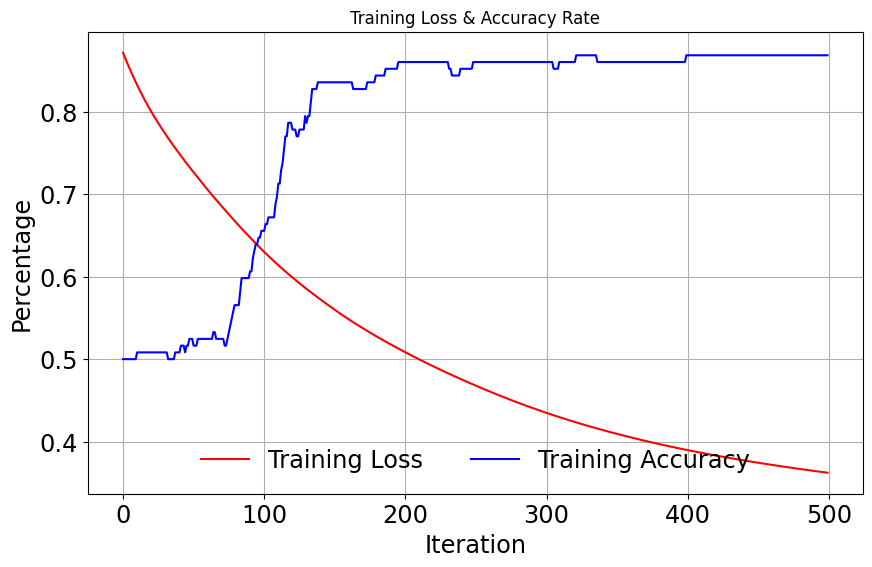 Training Loss & Accuracy Rate
Percentage
0.8
0.7
0.6
0.5
0.4
Training Loss Training Accuracy
0 100 200 300 400 500
Iteration